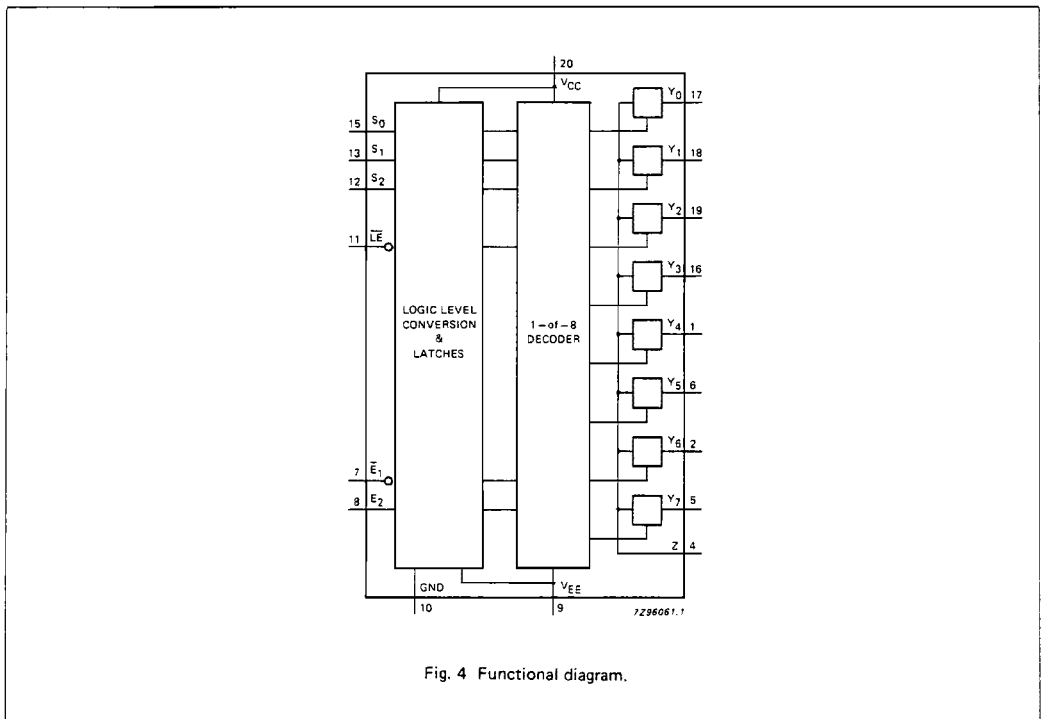 20
VCC
15 S0
13 S1
12 S2
11 L̅E̅
7 E̅1
8 E2
LOGIC LEVEL
CONVERSION
&
LATCHES
1-of-8
DECODER
Y0 17
Y1 18
Y2 19
Y3 16
Y4 1
Y5 6
Y6 2
Y7 5
Z 4
GND
10
VEE
9
7Z96061.1
Fig. 4 Functional diagram.